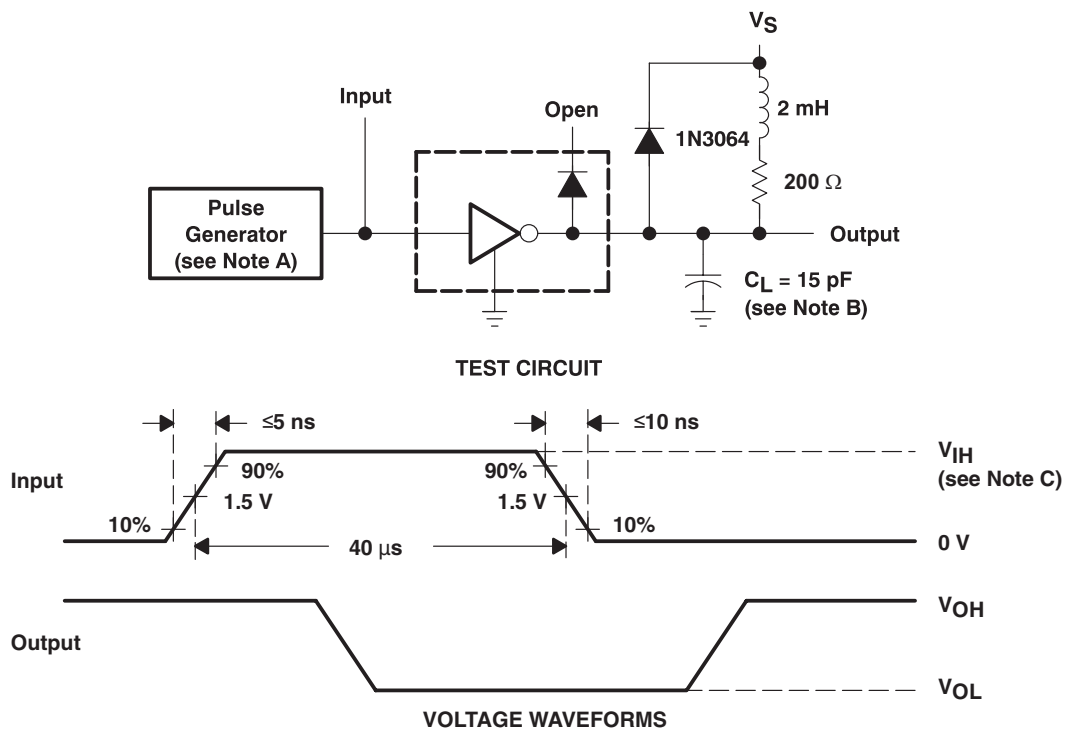 VS
Input
Open
2 mH
1N3064
200 Ω
Pulse
Generator
(see Note A)
Output
CL = 15 pF
(see Note B)
TEST CIRCUIT
≤5 ns
≤10 ns
Input
90%
90%
VIH
(see Note C)
1.5 V
1.5 V
10%
10%
40 μs
0 V
VOH
Output
VOL
VOLTAGE WAVEFORMS